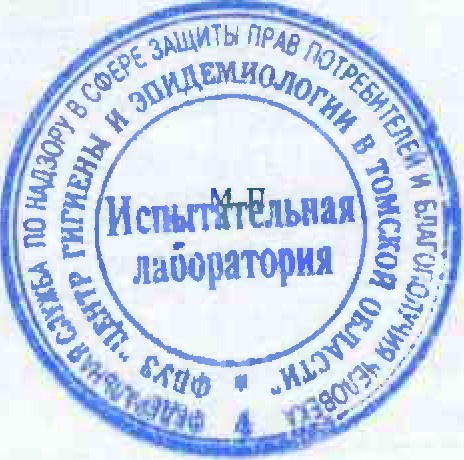 ФЕДЕРАЛЬНАЯ СЛУЖБА ПО НАДЗОРУ В СФЕРЕ ЗАЩИТЫ ПРАВ ПОТРЕБИТЕЛЕЙ И БЛАГОПОЛУЧИЯ ЧЕЛОВЕКА
4
ФБУЗ "ЦЕНТР ГИГИЕНЫ И ЭПИДЕМИОЛОГИИ В ТОМСКОЙ ОБЛАСТИ" *
М.П.
Испытательная
лаборатория